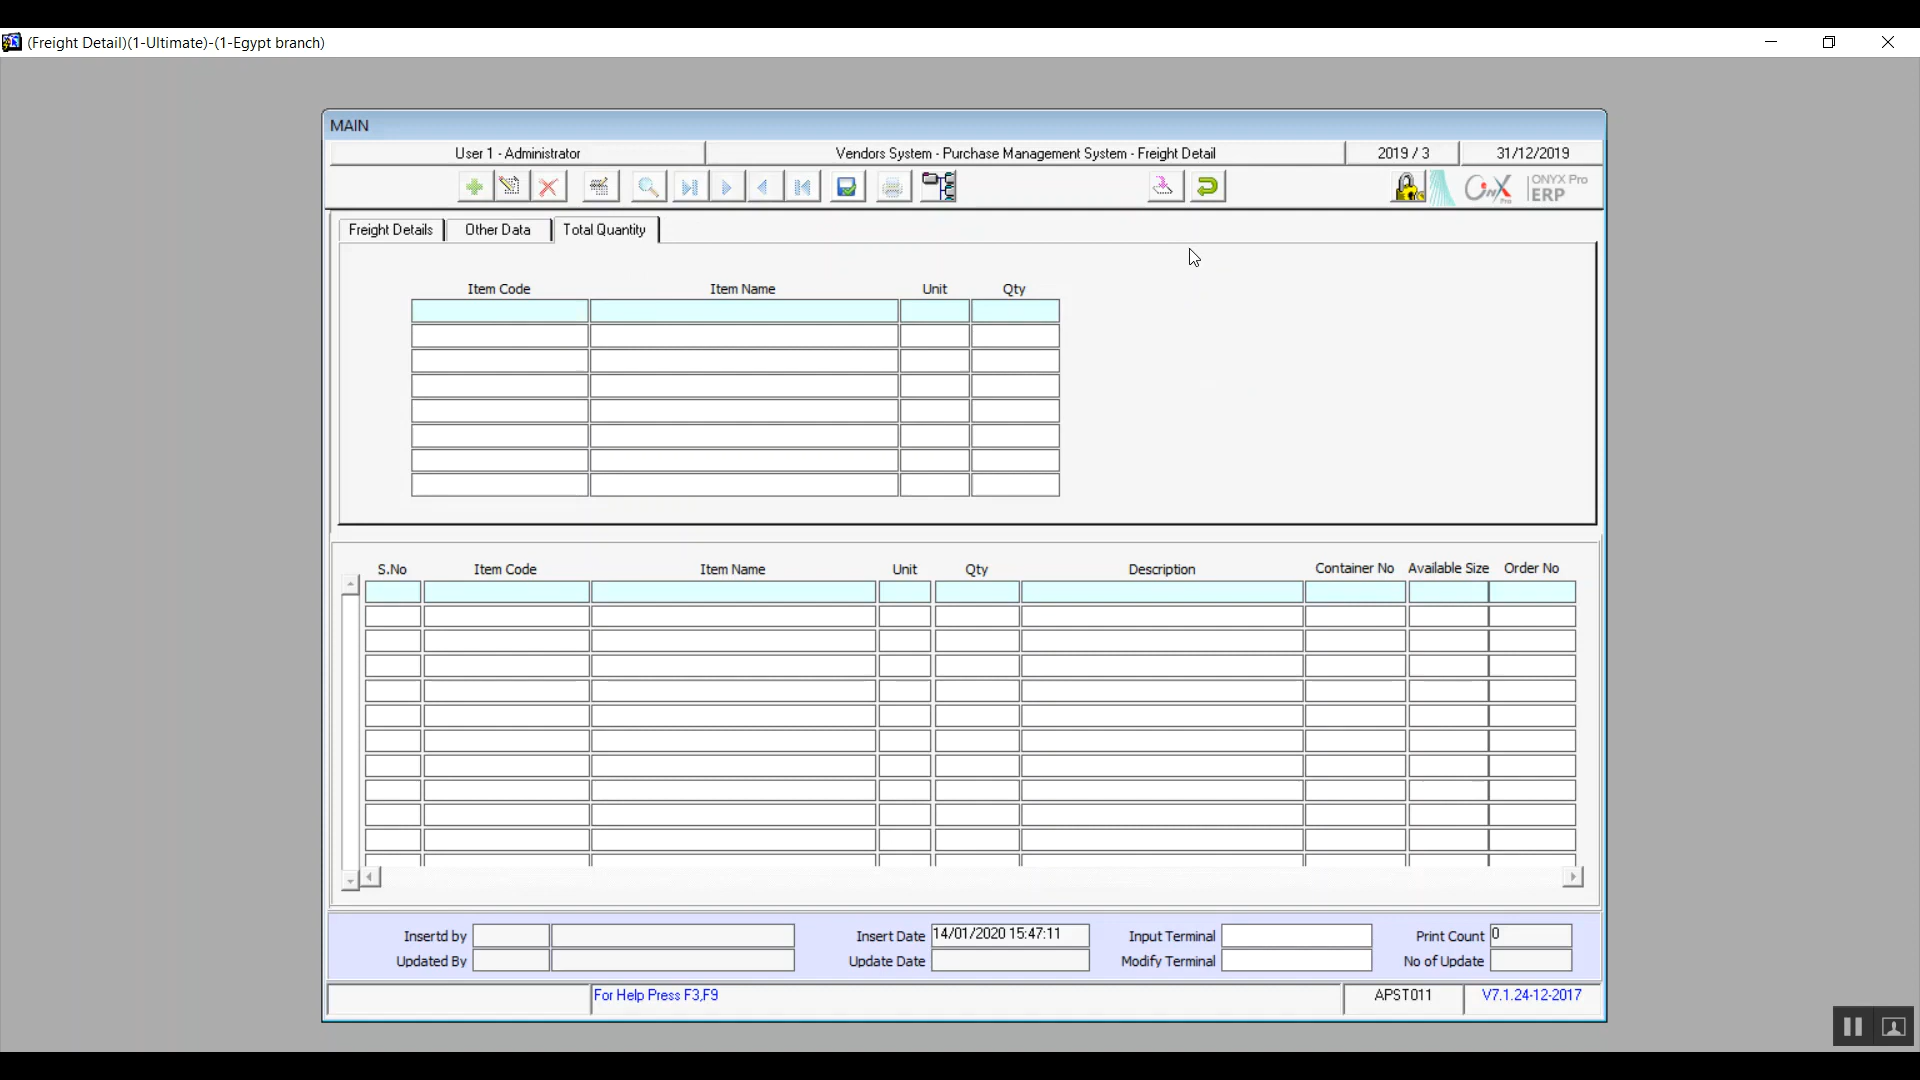 (Freight Detail)(1-Ultimate)-(1-Egypt branch)
MAIN
User 1 - Administrator Vendors System - Purchase Management System - Freight Detail 2019 / 3 31/12/2019
Onyx Pro ONYX Pro
ERP
Freight Details Other Data Total Quantity
Item Code Item Name Unit Qty
S.No Item Code Item Name Unit Qty Description Container No Available Size Order No
Insertd by Insert Date 14/01/2020 15:47:11 Input Terminal Print Count 0
Updated By Update Date Modify Terminal No of Update
For Help Press F3,F9 APST011 V7.1.24-12-2017